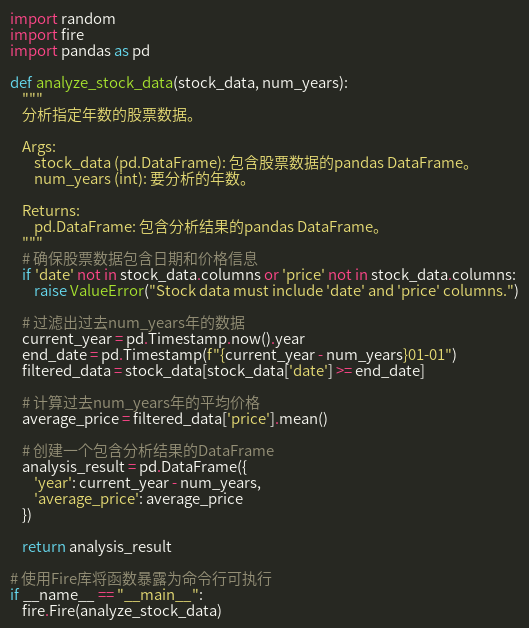 import random
import fire
import pandas as pd

def analyze_stock_data(stock_data, num_years):
    """
    分析指定年数的股票数据。

    Args:
        stock_data (pd.DataFrame): 包含股票数据的pandas DataFrame。
        num_years (int): 要分析的年数。

    Returns:
        pd.DataFrame: 包含分析结果的pandas DataFrame。
    """
    # 确保股票数据包含日期和价格信息
    if 'date' not in stock_data.columns or 'price' not in stock_data.columns:
        raise ValueError("Stock data must include 'date' and 'price' columns.")

    # 过滤出过去num_years年的数据
    current_year = pd.Timestamp.now().year
    end_date = pd.Timestamp(f"{current_year - num_years}01-01")
    filtered_data = stock_data[stock_data['date'] >= end_date]

    # 计算过去num_years年的平均价格
    average_price = filtered_data['price'].mean()

    # 创建一个包含分析结果的DataFrame
    analysis_result = pd.DataFrame({
        'year': current_year - num_years,
        'average_price': average_price
    })

    return analysis_result

# 使用Fire库将函数暴露为命令行可执行
if __name__ == "__main__":
    fire.Fire(analyze_stock_data)